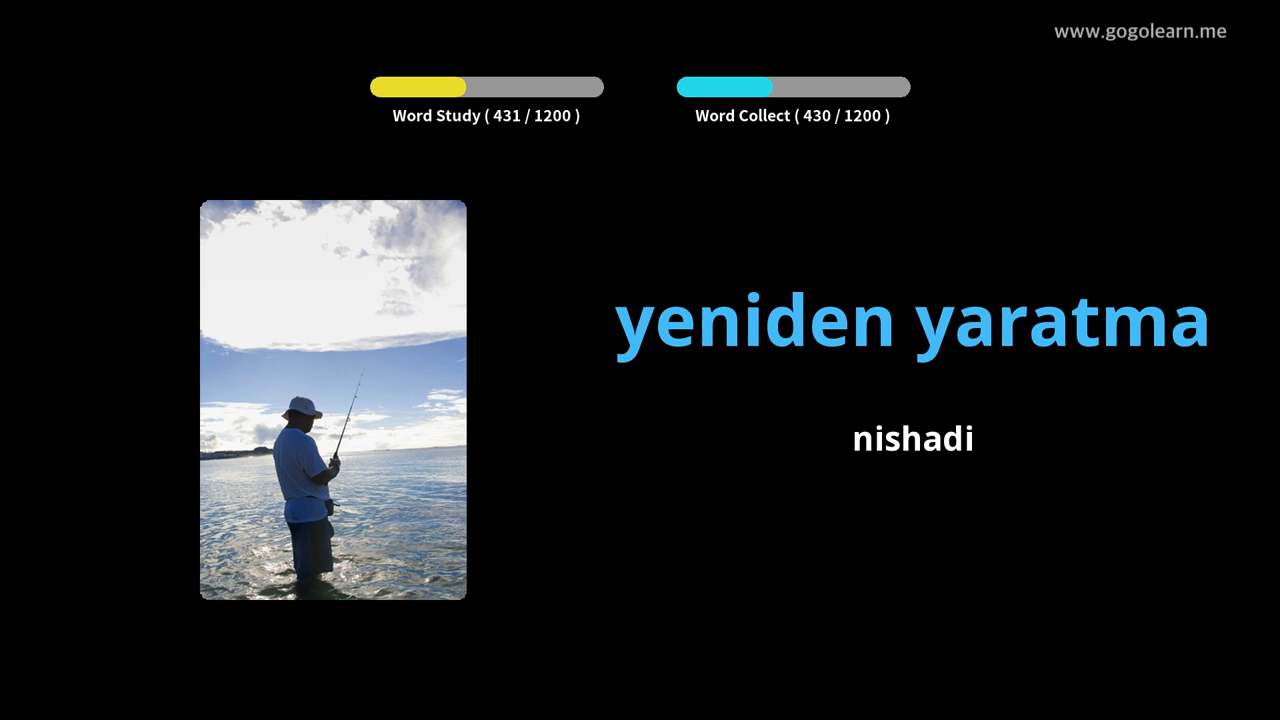 www.gogolearn.me
Word Study ( 431 / 1200 )
Word Collect ( 430 / 1200 )
yeniden yaratma
nishadi